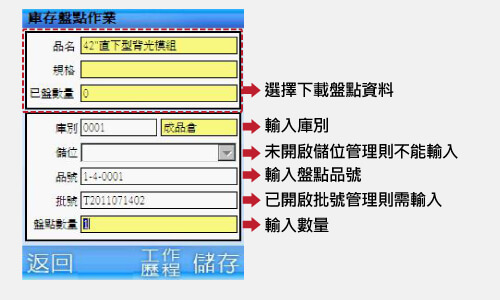 庫存盤點作業
品名 42"直下型背光模組
規格
已盤數量 0
選擇下載盤點資料
庫別 0001 成品倉
輸入庫別
儲位
未開啟儲位管理則不能輸入
品號 1-4-0001
輸入盤點品號
批號 T2011071402
已開啟批號管理則需輸入
盤點數量 1
輸入數量
返回 工作歷程 儲存